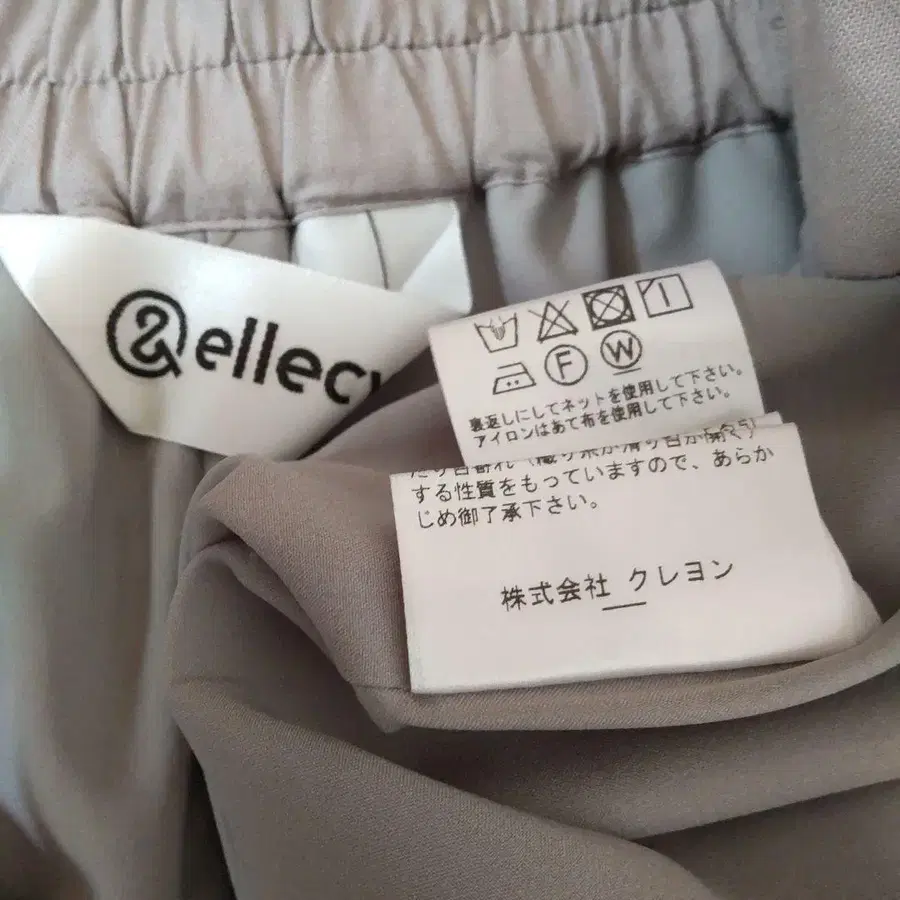 ellec
F
W
裏返しにしてネットを使用して下さい。
アイロンはあて布を使用して下さい。
する性質をもっていますので、あらか
じめ御了承下さい。
株式会社 クレヨン